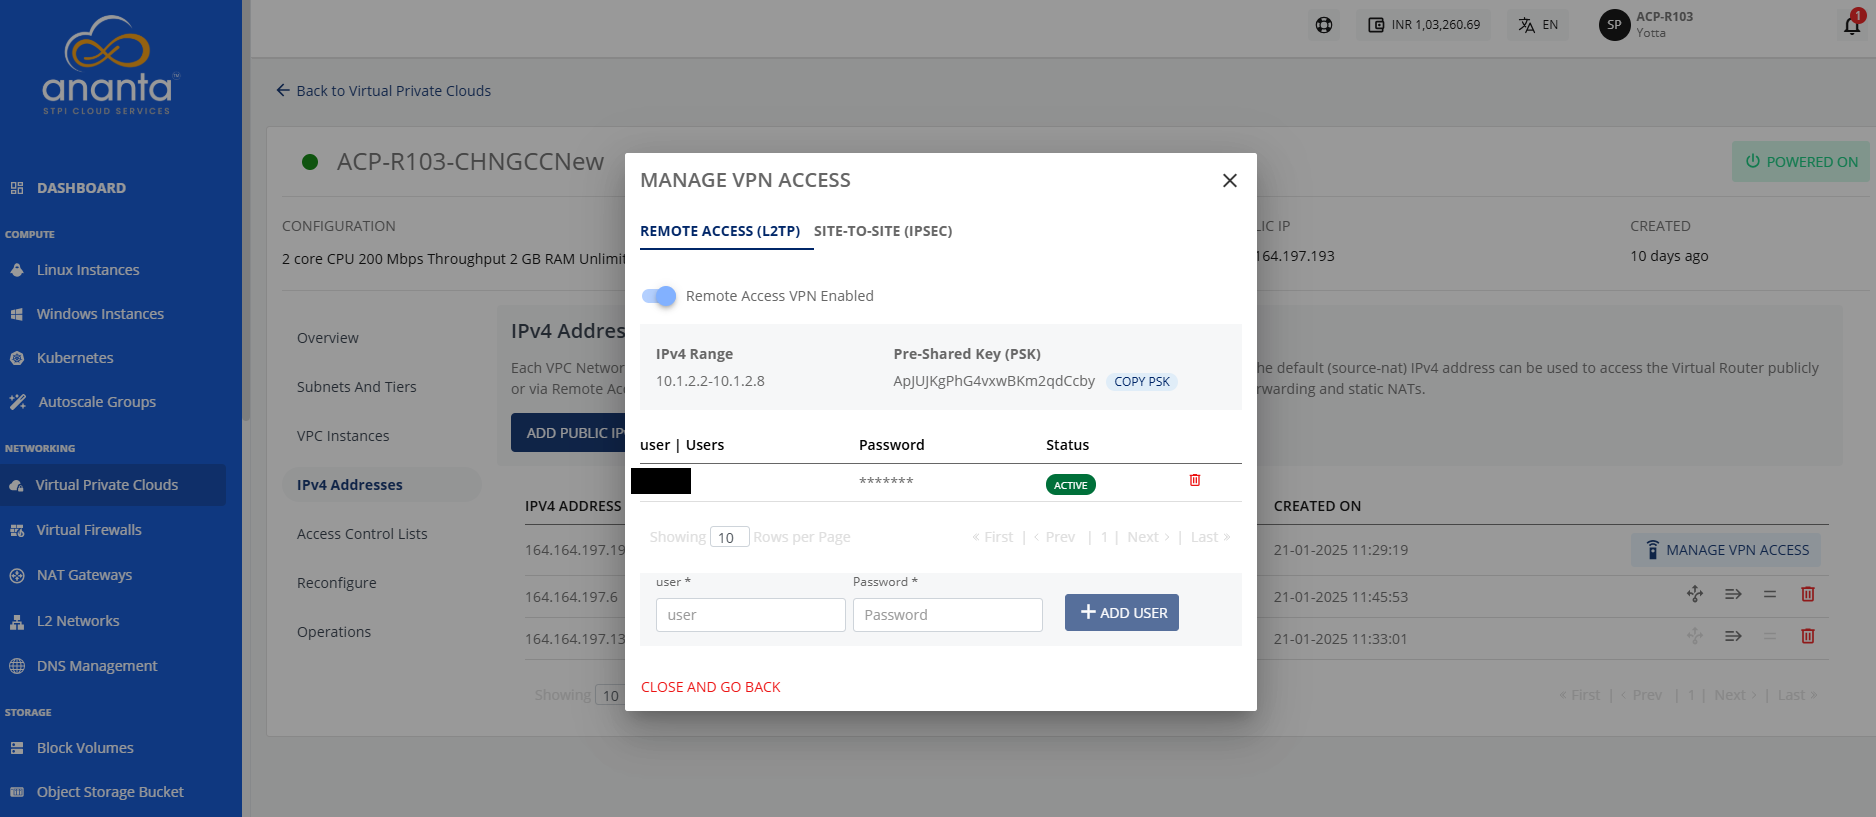 ananta
STPI CLOUD SERVICES
DASHBOARD
COMPUTE
Linux Instances
Windows Instances
Kubernetes
Autoscale Groups
NETWORKING
Virtual Private Clouds
Virtual Firewalls
NAT Gateways
L2 Networks
DNS Management
STORAGE
Block Volumes
Object Storage Bucket
INR 1,03,260.69
EN
SP
ACP-R103
Yotta
1
Back to Virtual Private Clouds
ACP-R103-CHNGCCNew
POWERED ON
CONFIGURATION
2 core CPU 200 Mbps Throughput 2 GB RAM Unlimit
LIC IP
164.197.193
CREATED
10 days ago
Overview
Subnets And Tiers
VPC Instances
IPv4 Addresses
Access Control Lists
Reconfigure
Operations
IPv4 Addres
Each VPC Networ
he default (source-nat) IPv4 address can be used to access the Virtual Router publicly
or via Remote Acc
rwarding and static NATs.
ADD PUBLIC IP
IPV4 ADDRESS
CREATED ON
164.164.197.19
21-01-2025 11:29:19
MANAGE VPN ACCESS
164.164.197.6
21-01-2025 11:45:53
164.164.197.13
21-01-2025 11:33:01
Showing 10
« First | ‹ Prev | 1 | Next › | Last »
MANAGE VPN ACCESS
REMOTE ACCESS (L2TP) SITE-TO-SITE (IPSEC)
Remote Access VPN Enabled
IPv4 Range
Pre-Shared Key (PSK)
10.1.2.2-10.1.2.8
ApJUJKgPhG4vxwBKm2qdCcby COPY PSK
user | Users Password Status
******* ACTIVE
Showing 10 Rows per Page
« First | ‹ Prev | 1 | Next › | Last »
user * Password *
user Password
ADD USER
CLOSE AND GO BACK